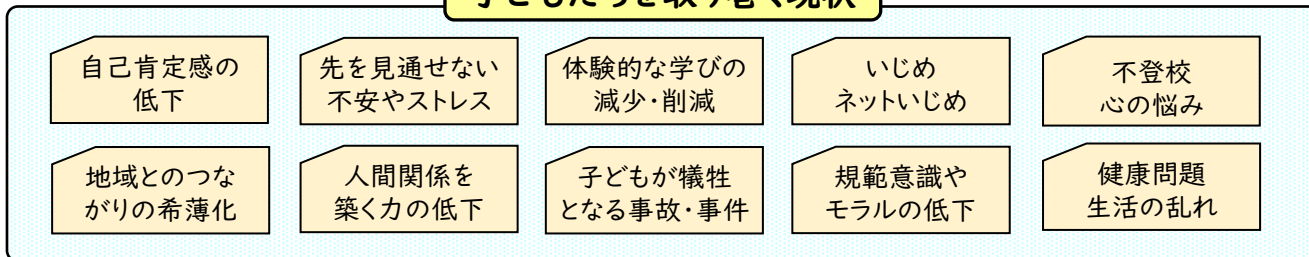 子どもたちを取り巻く現状
自己肯定感の
低下
先を見通せない
不安やストレス
体験的な学びの
減少・削減
いじめ
ネットいじめ
不登校
心の悩み
地域とのつな
がりの希薄化
人間関係を
築く力の低下
子どもが犠牲
となる事故・事件
規範意識や
モラルの低下
健康問題
生活の乱れ